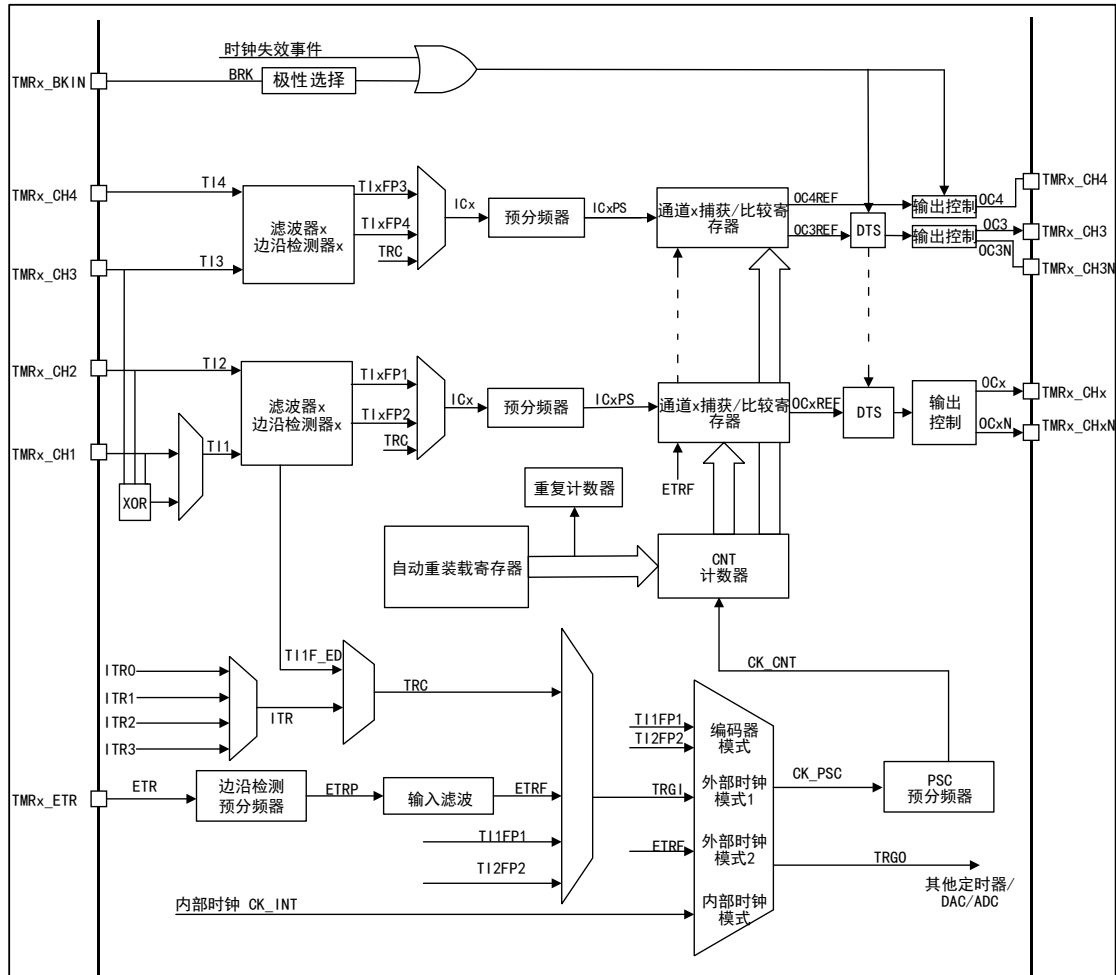 时钟失效事件
TMRx_BKIN
BRK
极性选择
TMRx_CH4
TI4
TIxFP3
ICx
预分频器
ICxPS
通道x捕获/比较寄
存器
OC4REF
输出控制
OC4
TMRx_CH4
滤波器x
边沿检测器x
TIxFP4
TRC
OC3REF
DTS
输出控制
OC3
OC3N
TMRx_CH3
TMRx_CH3N
TMRx_CH3
TI3
TMRx_CH2
TI2
滤波器x
边沿检测器x
TIxFP1
TIxFP2
TRC
ICx
预分频器
ICxPS
通道x捕获/比较寄
存器
OCxREF
DTS
输出
控制
OCx
OCxN
TMRx_CHx
TMRx_CHxN
TMRx_CH1
TI1
XOR
ETRF
重复计数器
自动重装载寄存器
CNT
计数器
TI1F_ED
CK_CNT
ITR0
ITR1
ITR2
ITR3
ITR
TRC
TI1FP1
TI2FP2
编码器
模式
TMRx_ETR
ETR
边沿检测
预分频器
ETRP
输入滤波
ETRF
TRGI
外部时钟
模式1
CK_PSC
PSC
预分频器
TI1FP1
TI2FP2
ETRF
外部时钟
模式2
TRGO
其他定时器/
DAC/ADC
内部时钟 CK_INT
内部时钟
模式